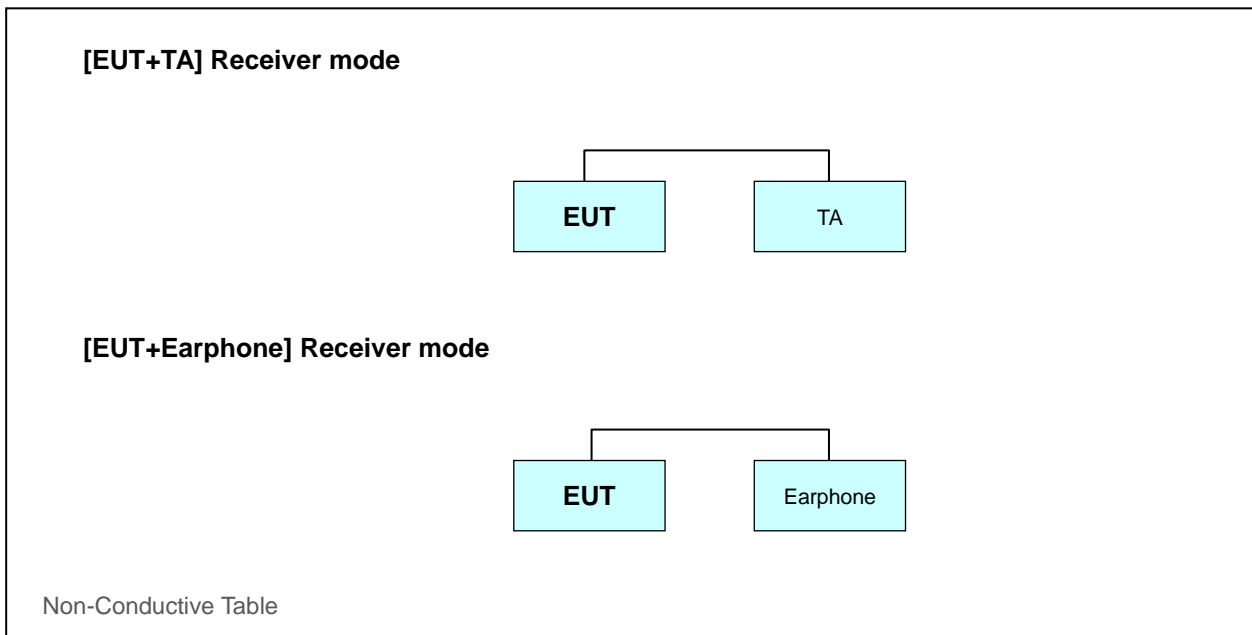 [EUT+TA] Receiver mode
EUT
TA
[EUT+Earphone] Receiver mode
EUT
Earphone
Non-Conductive Table